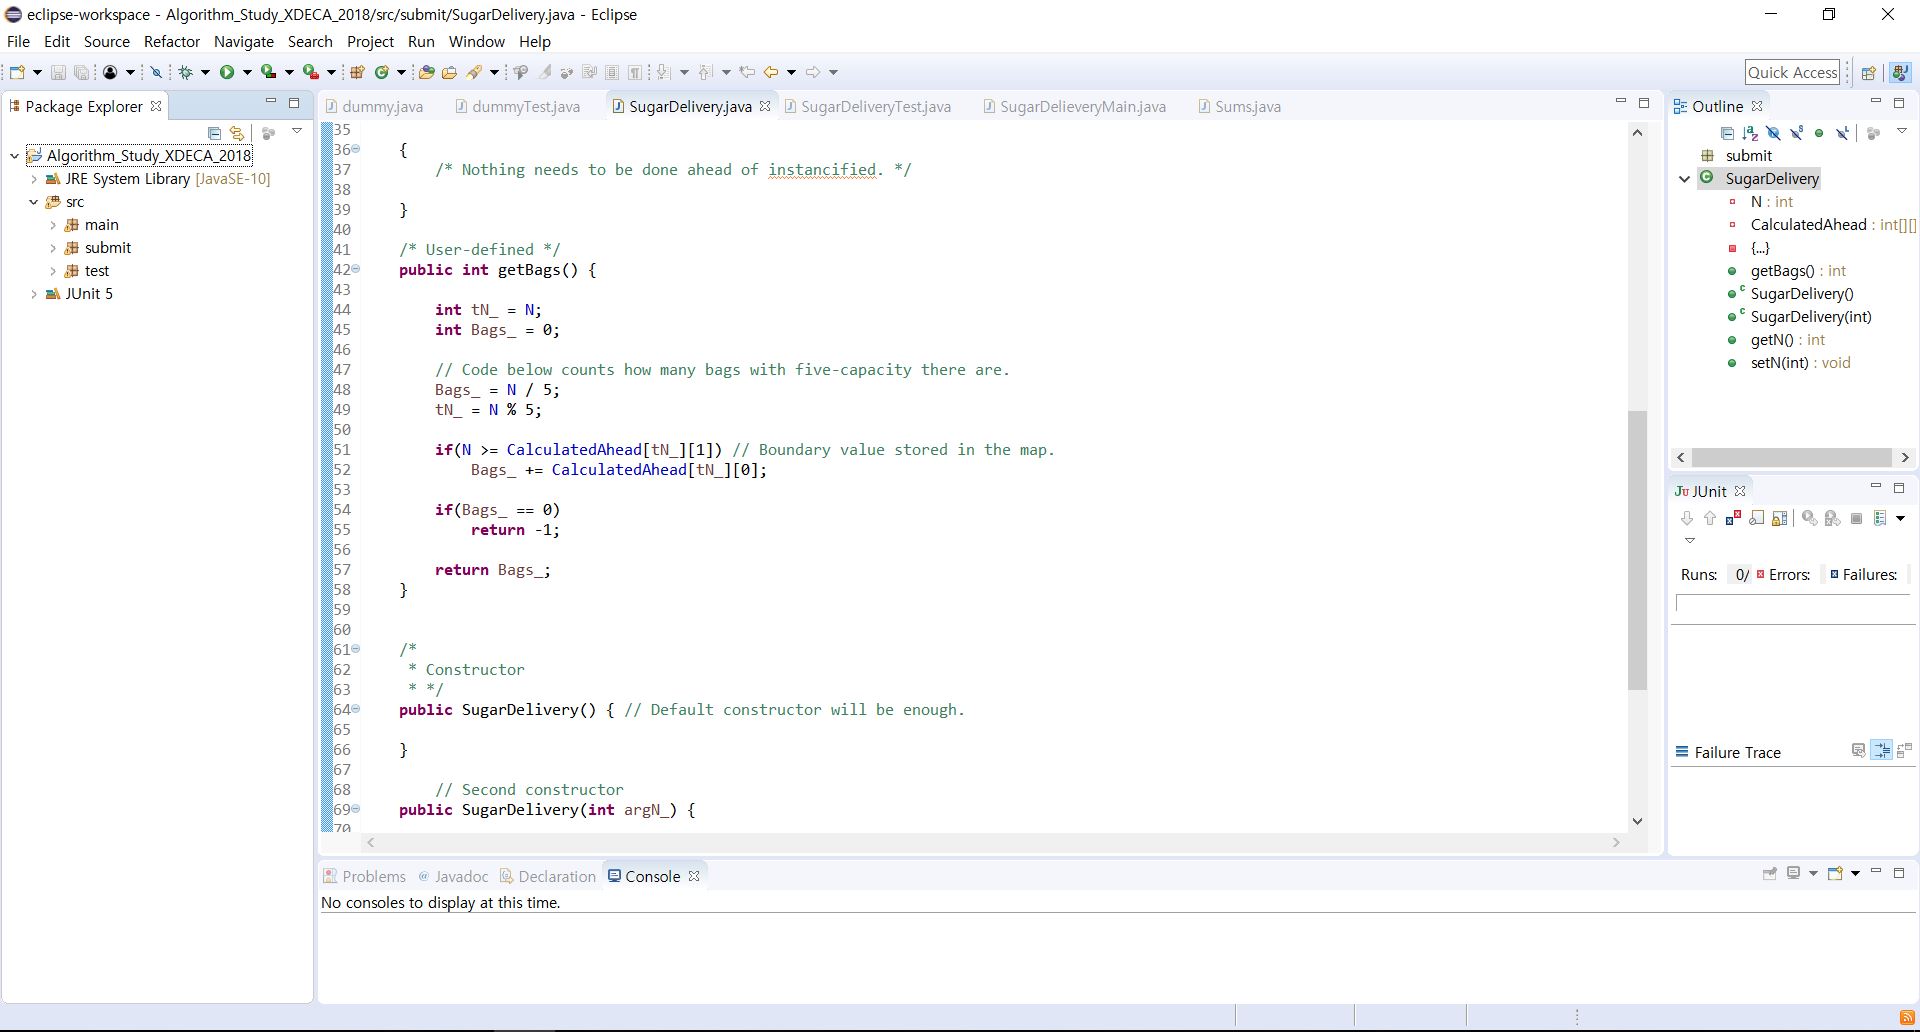 eclipse-workspace - Algorithm_Study_XDECA_2018/src/submit/SugarDelivery.java - Eclipse
File Edit Source Refactor Navigate Search Project Run Window Help
Quick Access
Package Explorer
Algorithm_Study_XDECA_2018
JRE System Library [JavaSE-10]
src
main
submit
test
JUnit 5
dummy.java dummyTest.java SugarDelivery.java SugarDeliveryTest.java SugarDelieveryMain.java Sums.java
35
36 {
37 /* Nothing needs to be done ahead of instancified. */
38
39 }
40
41 /* User-defined */
42 public int getBags() {
43
44 int tN_ = N;
45 int Bags_ = 0;
46
47 // Code below counts how many bags with five-capacity there are.
48 Bags_ = N / 5;
49 tN_ = N % 5;
50
51 if(N >= CalculatedAhead[tN_][1]) // Boundary value stored in the map.
52 Bags_ += CalculatedAhead[tN_][0];
53
54 if(Bags_ == 0)
55 return -1;
56
57 return Bags_;
58 }
59
60
61 /*
62 * Constructor
63 * */
64 public SugarDelivery() { // Default constructor will be enough.
65
66 }
67
68 // Second constructor
69 public SugarDelivery(int argN_) {
70
Outline
submit
SugarDelivery
N : int
CalculatedAhead : int[][]
{...}
getBags() : int
SugarDelivery()
SugarDelivery(int)
getN() : int
setN(int) : void
JUnit
Runs: 0/ Errors: Failures:
Failure Trace
Problems Javadoc Declaration Console
No consoles to display at this time.